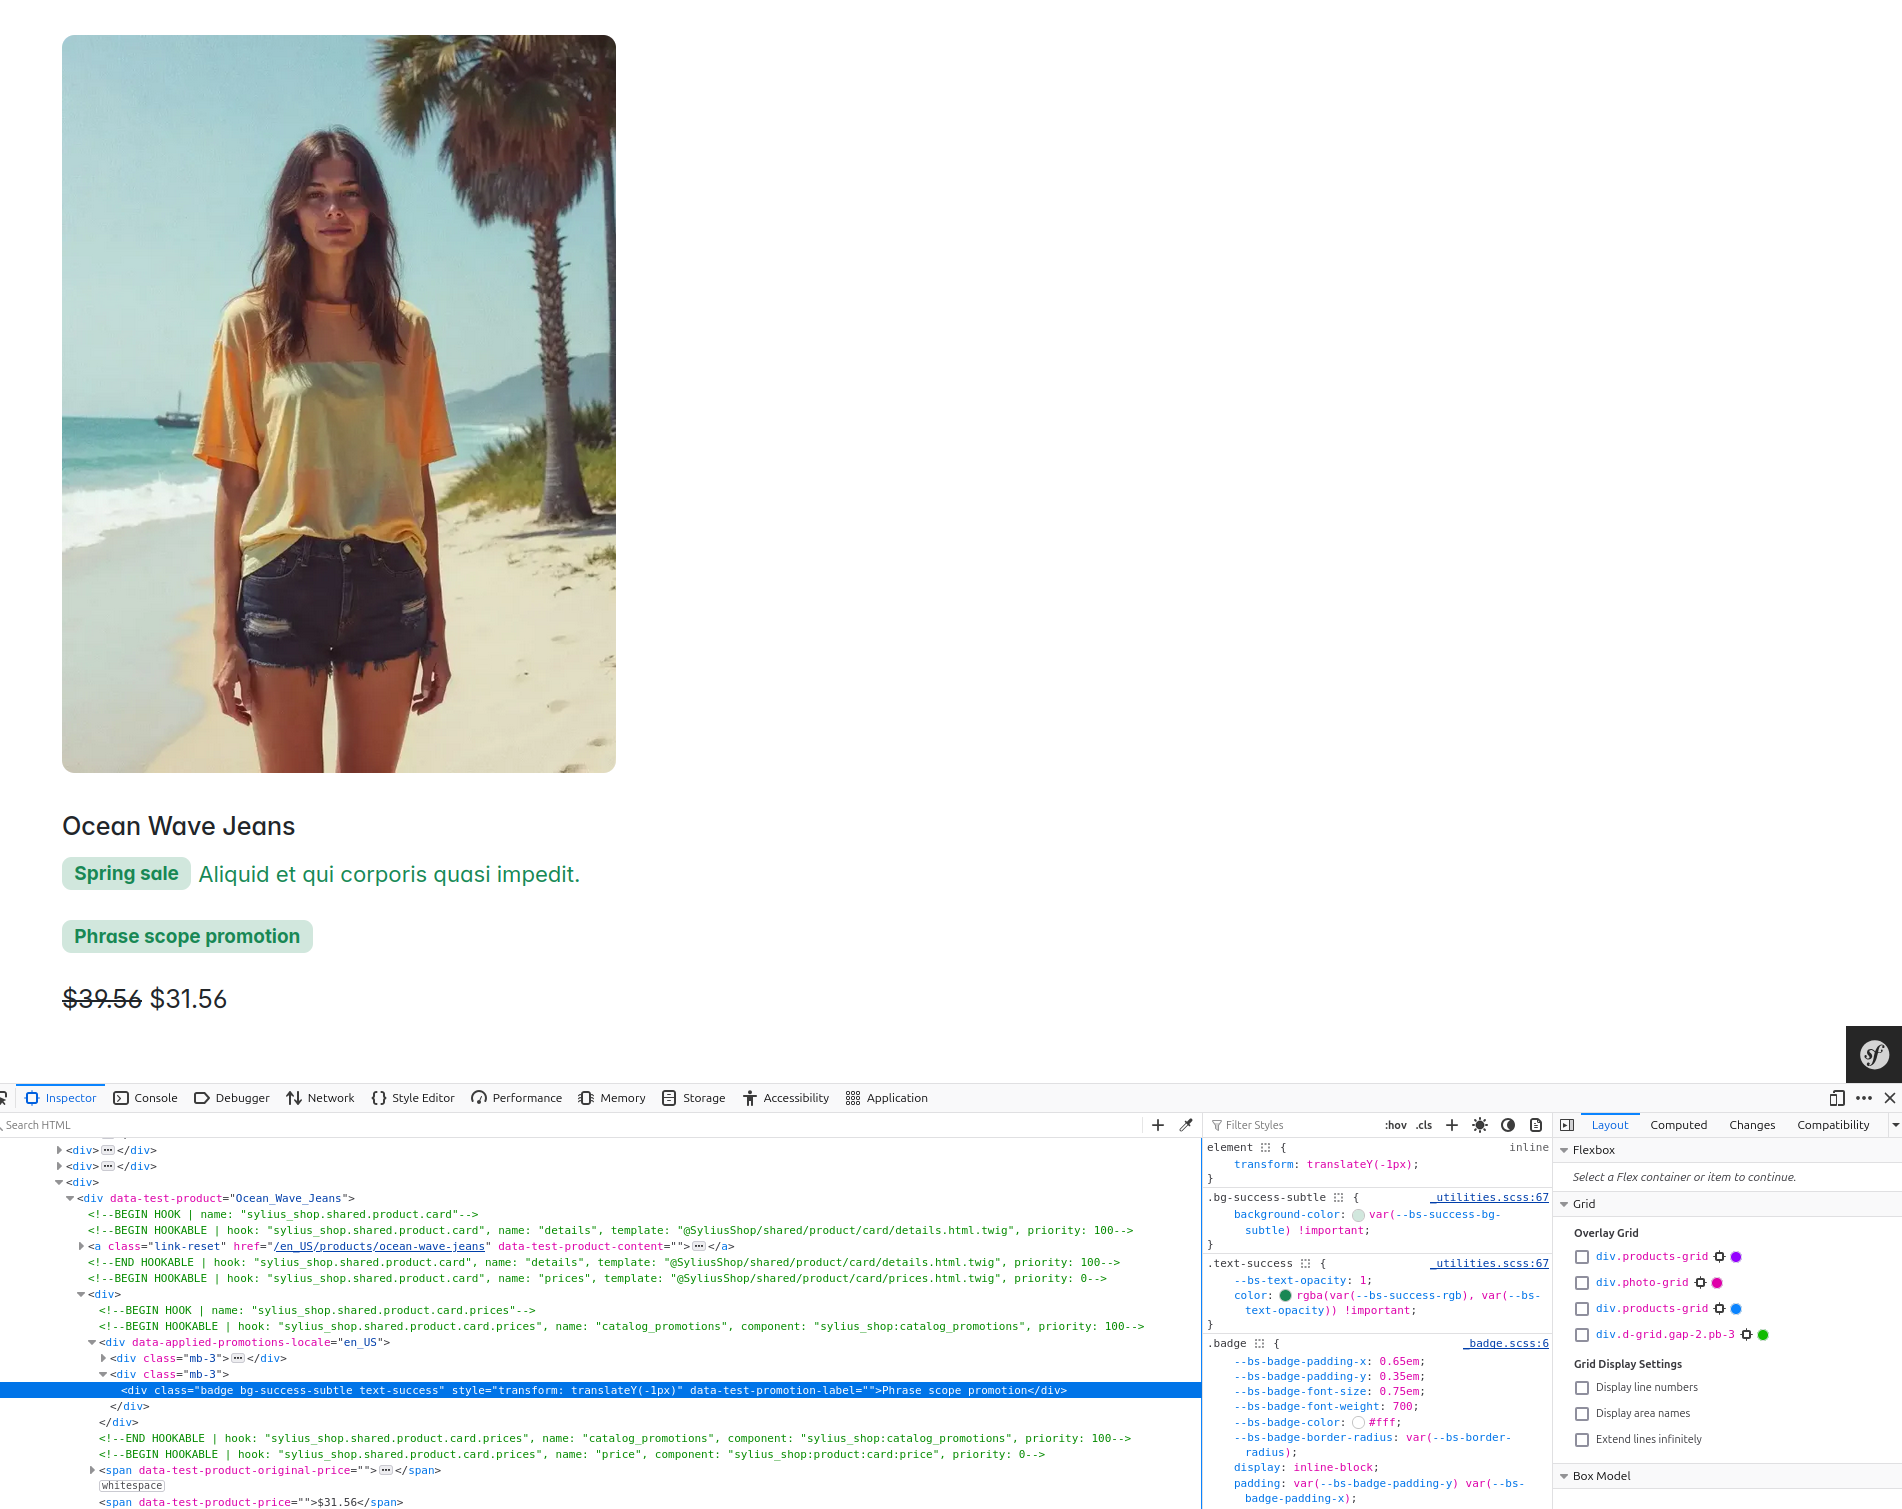 Ocean Wave Jeans
Spring sale Aliquid et qui corporis quasi impedit.
Phrase scope promotion
$39.56 $31.56
sf
Inspector Console Debugger Network Style Editor Performance Memory Storage Accessibility Application
Search HTML
<div> </div>
<div> </div>
<div>
<div data-test-product="Ocean_Wave_Jeans">
<!--BEGIN HOOK | name: "sylius_shop.shared.product.card"-->
<!--BEGIN HOOKABLE | hook: "sylius_shop.shared.product.card", name: "details", template: "@SyliusShop/shared/product/card/details.html.twig", priority: 100-->
<a class="link-reset" href="/en_US/products/ocean-wave-jeans" data-test-product-content=""> </a>
<!--END HOOKABLE | hook: "sylius_shop.shared.product.card", name: "details", template: "@SyliusShop/shared/product/card/details.html.twig", priority: 100-->
<!--BEGIN HOOKABLE | hook: "sylius_shop.shared.product.card", name: "prices", template: "@SyliusShop/shared/product/card/prices.html.twig", priority: 0-->
<div>
<!--BEGIN HOOK | name: "sylius_shop.shared.product.card.prices"-->
<!--BEGIN HOOKABLE | hook: "sylius_shop.shared.product.card.prices", name: "catalog_promotions", component: "sylius_shop:catalog_promotions", priority: 100-->
<div data-applied-promotions-locale="en_US">
<div class="mb-3"> </div>
<div class="mb-3">
<div class="badge bg-success-subtle text-success" style="transform: translateY(-1px)" data-test-promotion-label="">Phrase scope promotion</div>
</div>
</div>
<!--END HOOKABLE | hook: "sylius_shop.shared.product.card.prices", name: "catalog_promotions", component: "sylius_shop:catalog_promotions", priority: 100-->
<!--BEGIN HOOKABLE | hook: "sylius_shop.shared.product.card.prices", name: "price", component: "sylius_shop:product:card:price", priority: 0-->
<span data-test-product-original-price=""> </span>
whitespace
<span data-test-product-price="">$31.56</span>
Filter Styles :hov .cls
element { inline
transform: translateY(-1px);
}
.bg-success-subtle { _utilities.scss:67
background-color: var(--bs-success-bg-
subtle) !important;
}
.text-success { _utilities.scss:67
--bs-text-opacity: 1;
color: rgba(var(--bs-success-rgb), var(--bs-
text-opacity)) !important;
}
.badge { _badge.scss:6
--bs-badge-padding-x: 0.65em;
--bs-badge-padding-y: 0.35em;
--bs-badge-font-size: 0.75em;
--bs-badge-font-weight: 700;
--bs-badge-color: #fff;
--bs-badge-border-radius: var(--bs-border-
radius);
display: inline-block;
padding: var(--bs-badge-padding-y) var(--bs-
badge-padding-x);
Layout Computed Changes Compatibility
Flexbox
Select a Flex container or item to continue.
Grid
Overlay Grid
div.products-grid
div.photo-grid
div.products-grid
div.d-grid.gap-2.pb-3
Grid Display Settings
Display line numbers
Display area names
Extend lines infinitely
Box Model